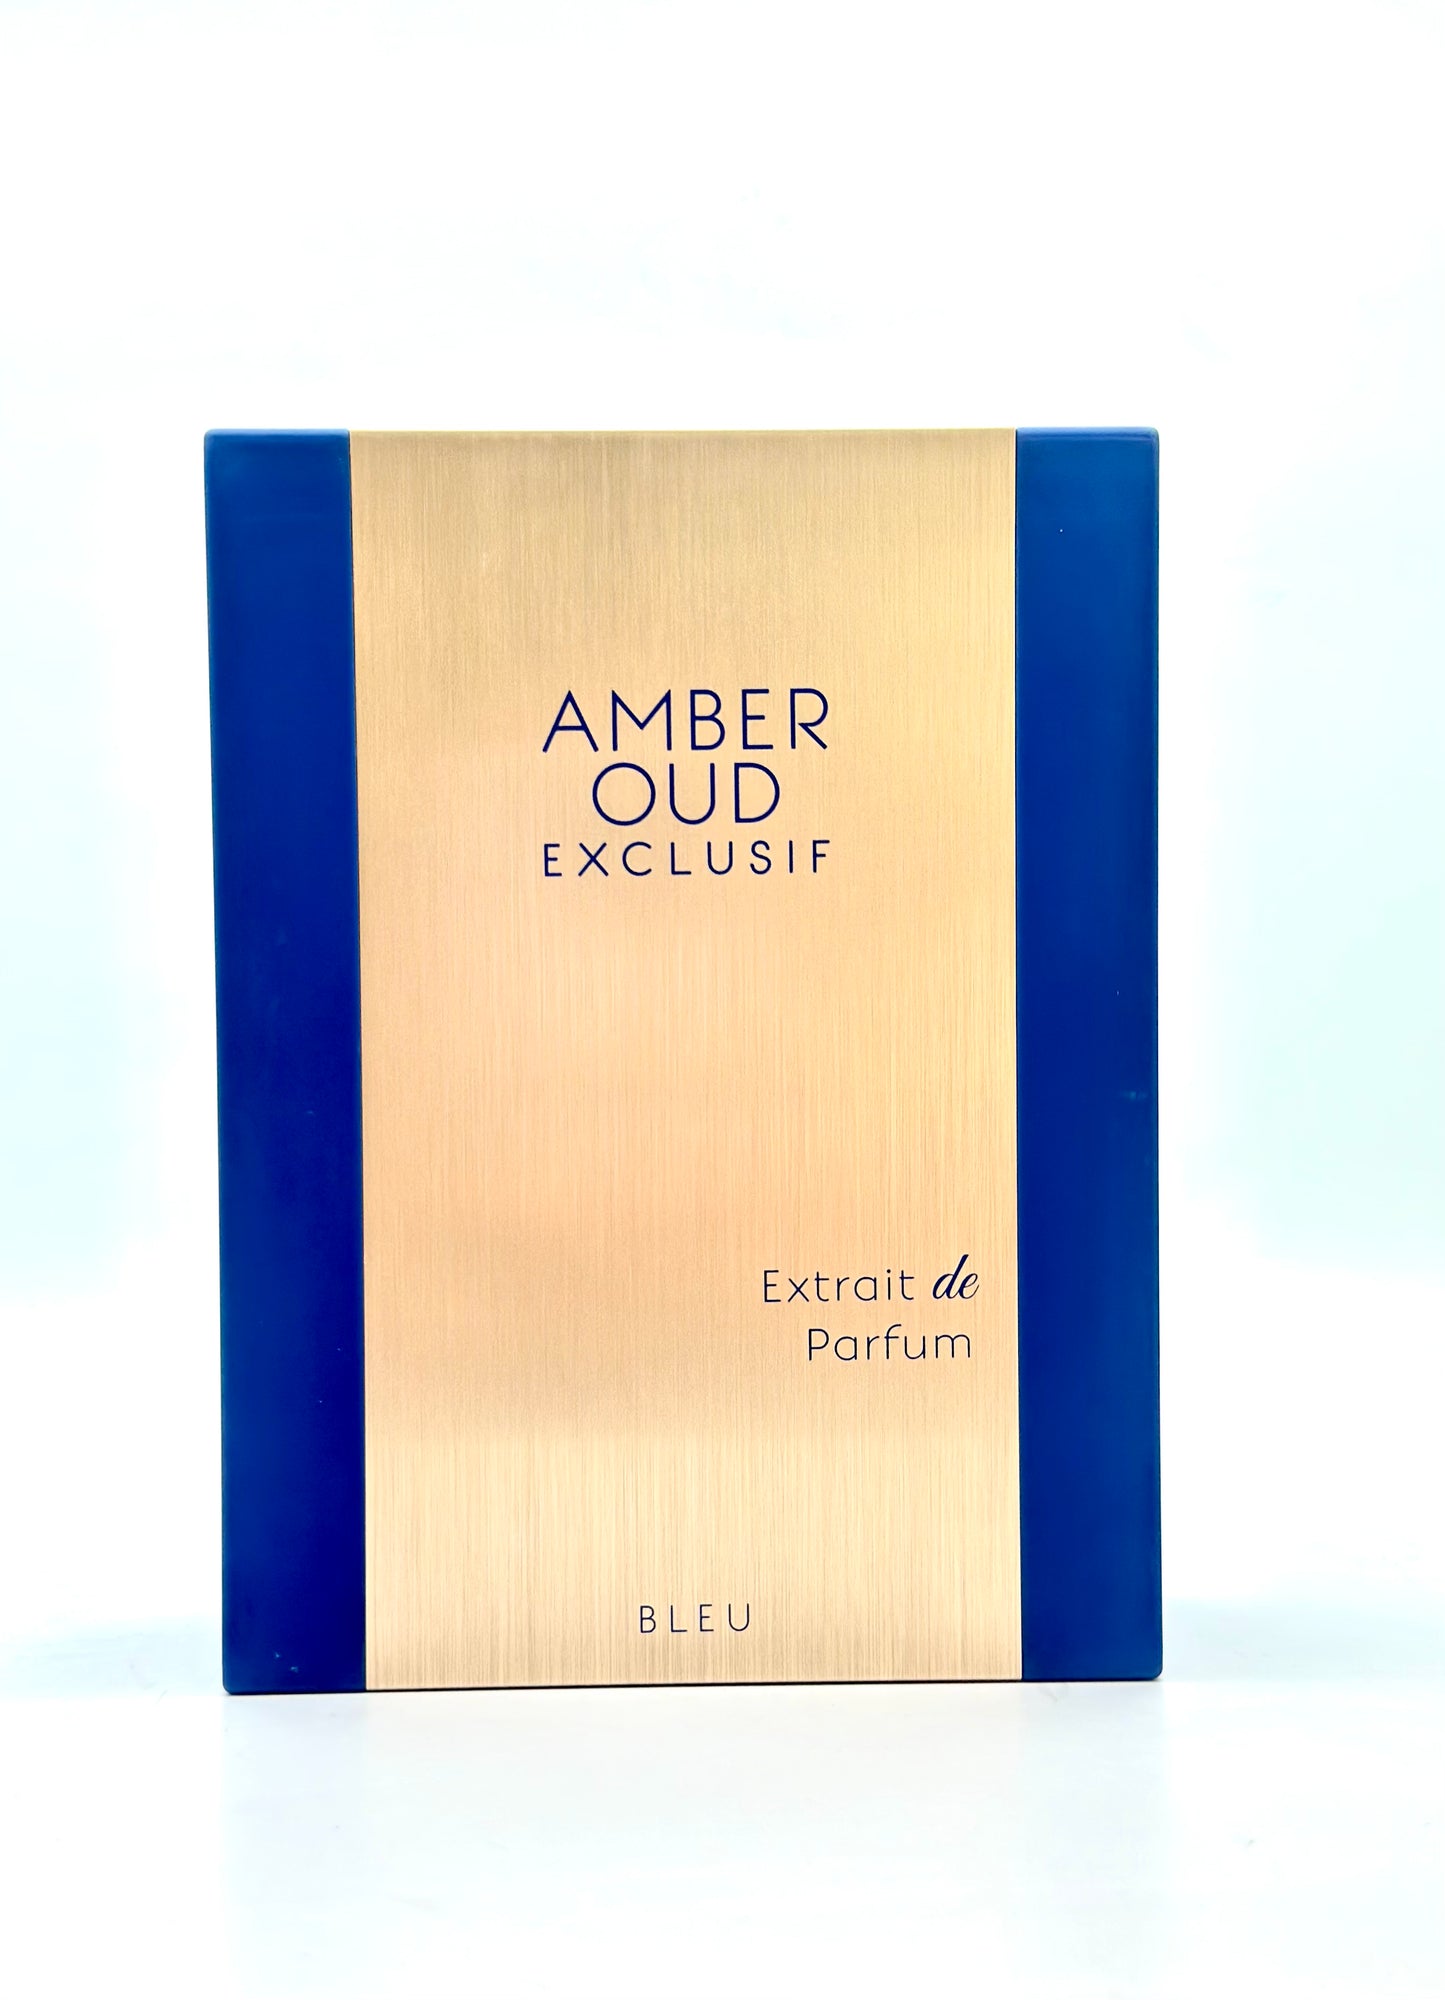 AMBER
OUD
EXCLUSIF
Extrait de
Parfum
BLEU